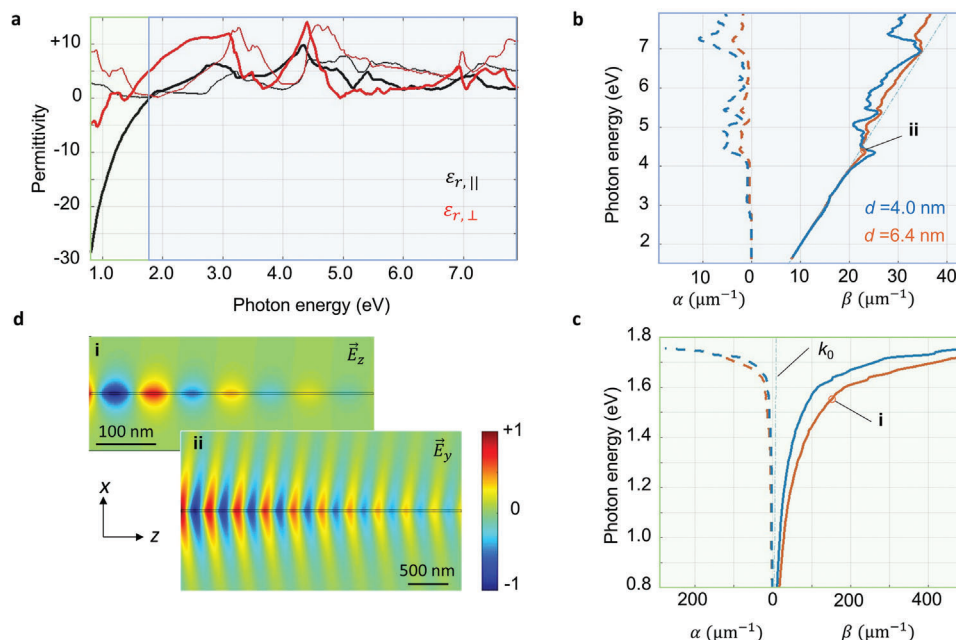 a
Permittivity
+10
0
-10
-20
-30
1.0 2.0 3.0 4.0 5.0 6.0 7.0
Photon energy (eV)
εr,||
εr,⊥
b
Photon energy (eV)
7
6
5
4
3
2
10 0 10 20 30 40
α (μm⁻¹) β (μm⁻¹)
ii
d =4.0 nm
d =6.4 nm
d
i
E⃗z
100 nm
ii
E⃗y
500 nm
x
z
+1
0
-1
c
Photon energy (eV)
1.8
1.6
1.4
1.2
1.0
0.8
k0
i
200 0 200 400
α (μm⁻¹) β (μm⁻¹)